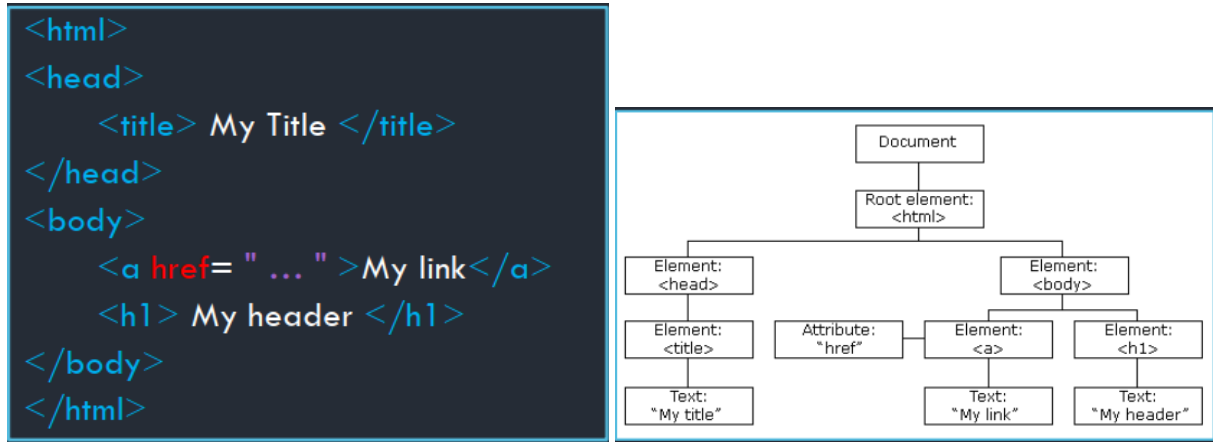 <html>
<head>
<title> My Title </title>
</head>
<body>
<a href= " ... " >My link</a>
<h1> My header </h1>
</body>
</html>
Document
Root element:
<html>
Element:
<head>
Element:
<body>
Element:
<title>
Attribute:
"href"
Element:
<a>
Element:
<h1>
Text:
"My title"
Text:
"My link"
Text:
"My header"